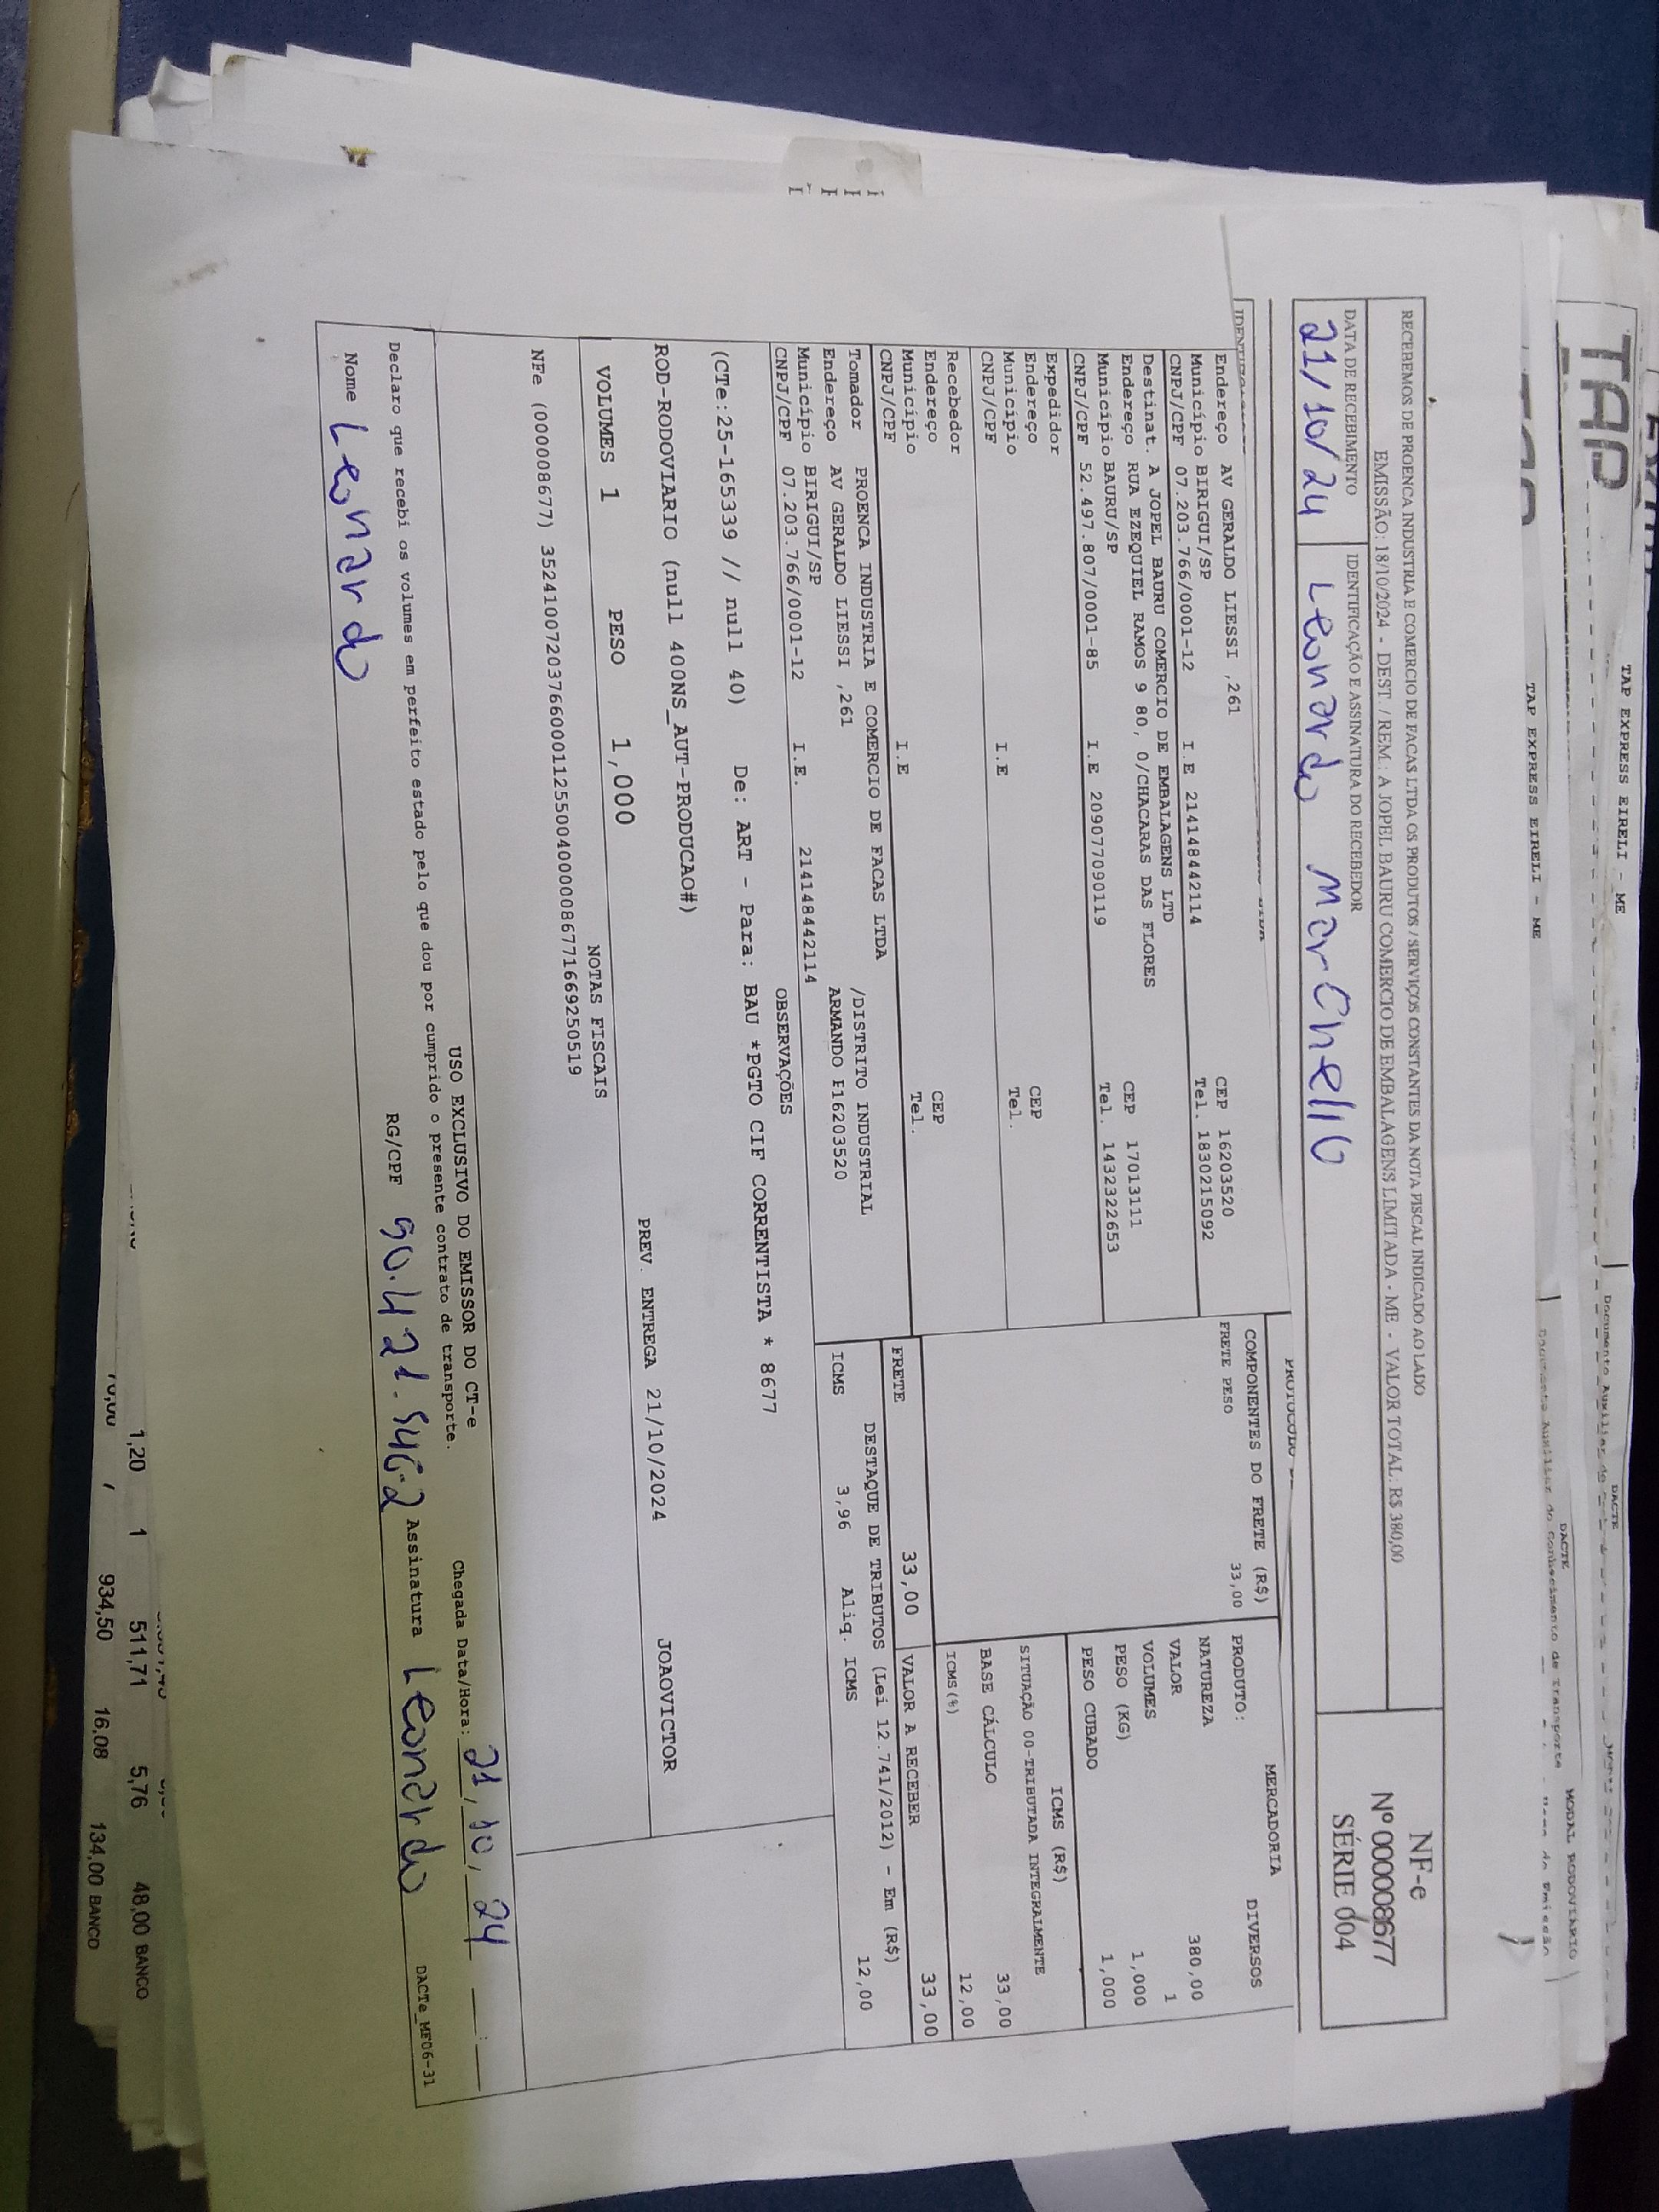 TAP
TAP EXPRESS EIRELI - ME
DACTE
MODAL RODOVIÁRIO
TAP EXPRESS EIRELI - ME
DACTE
RECEBEMOS DE PROENCA INDUSTRIA E COMERCIO DE FACAS LTDA OS PRODUTOS / SERVIÇOS CONSTANTES DA NOTA FISCAL INDICADO AO LADO
EMISSÃO: 18/10/2024 - DEST. / REM.: A JOPEL BAURU COMERCIO DE EMBALAGENS LIMITADA - ME - VALOR TOTAL: R$ 380,00
NF-e
Nº 000008677
SÉRIE 004
DATA DE RECEBIMENTO
IDENTIFICAÇÃO E ASSINATURA DO RECEBEDOR
21/10/24 Leonardo Marchello
Endereço AV GERALDO LIESSI ,261 CEP 16203520
Município BIRIGUI/SP Tel. 1830215092
CNPJ/CPF 07.203.766/0001-12 I.E 214148442114
Destinat. A JOPEL BAURU COMERCIO DE EMBALAGENS LTD
Endereço RUA EZEQUIEL RAMOS 9 80, 0/CHACARAS DAS FLORES CEP 17013111
Município BAURU/SP Tel. 1432322653
CNPJ/CPF 52.497.807/0001-85 I.E 209077090119
Expedidor
Endereço CEP
Município Tel.
CNPJ/CPF I.E
Recebedor
Endereço CEP
Município Tel.
CNPJ/CPF I.E
COMPONENTES DO FRETE (R$)
FRETE PESO 33,00
MERCADORIA
PRODUTO: DIVERSOS
NATUREZA
VALOR 380,00
VOLUMES 1
PESO (KG) 1,000
PESO CUBADO 1,000
ICMS (R$)
SITUAÇÃO 00-TRIBUTADA INTEGRALMENTE
BASE CÁLCULO 33,00
ICMS(%) 12,00
FRETE 33,00 VALOR A RECEBER 33,00
Tomador PROENCA INDUSTRIA E COMERCIO DE FACAS LTDA
Endereço AV GERALDO LIESSI ,261 /DISTRITO INDUSTRIAL
Município BIRIGUI/SP ARMANDO F16203520
CNPJ/CPF 07.203.766/0001-12 I.E. 214148442114
DESTAQUE DE TRIBUTOS (Lei 12.741/2012) - Em (R$)
ICMS 3,96 Aliq. ICMS 12,00
OBSERVAÇÕES
(CTe:25-165339 // null 40) De: ART - Para: BAU *PGTO CIF CORRENTISTA * 8677
ROD-RODOVIARIO (null 400NS_AUT-PRODUCAO#)
PREV. ENTREGA 21/10/2024 JOAOVICTOR
VOLUMES 1 PESO 1,000
NOTAS FISCAIS
NFe (000008677) 35241007203766000112550040000086771669250519
USO EXCLUSIVO DO EMISSOR DO CT-e
Chegada Data/Hora: 21/10/24
Declaro que recebi os volumes em perfeito estado pelo que dou por cumprido o presente contrato de transporte.
Nome Leonardo RG/CPF 50.421.546-2 Assinatura Leonardo
DACTe_MF06-31
1,20 1 511,71 5,76 48,00 BANCO
934,50 16,08 134,00 BANCO